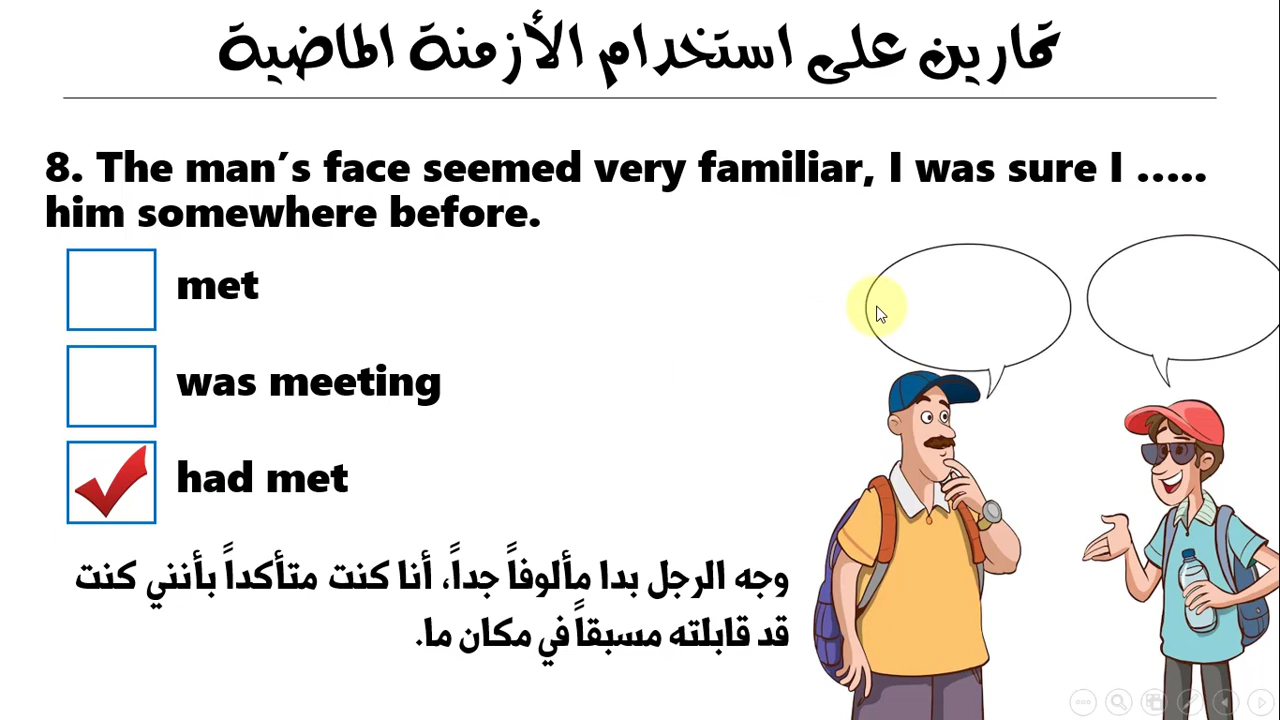 تمارين على استخدام الأزمنة الماضية
8. The man′s face seemed very familiar, I was sure I .....
him somewhere before.
met
was meeting
had met
وجه الرجل بدا مألوفاً جداً، أنا كنت متأكداً بأنني كنت
قد قابلته مسبقاً في مكان ما.